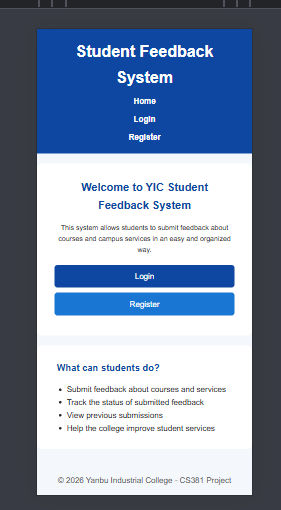 Student Feedback
System
Home
Login
Register
Welcome to YIC Student
Feedback System
This system allows students to submit feedback about
courses and campus services in an easy and organized
way.
Login
Register
What can students do?
Submit feedback about courses and services
Track the status of submitted feedback
View previous submissions
Help the college improve student services
© 2026 Yanbu Industrial College - CS381 Project